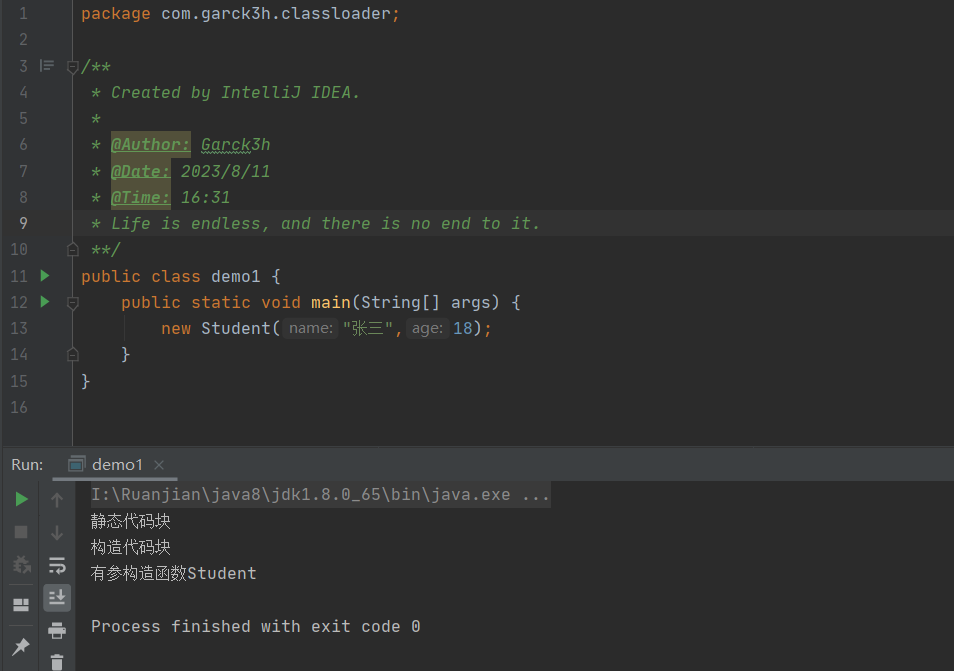 1 package com.garck3h.classloader;
2
3 /**
4 * Created by IntelliJ IDEA.
5 *
6 * @Author: Garck3h
7 * @Date: 2023/8/11
8 * @Time: 16:31
9 * Life is endless, and there is no end to it.
10 **/
11 public class demo1 {
12 public static void main(String[] args) {
13 new Student( name: "张三", age: 18);
14 }
15 }
16
Run: demo1
I:\Ruanjian\java8\jdk1.8.0_65\bin\java.exe ...
静态代码块
构造代码块
有参构造函数Student
Process finished with exit code 0